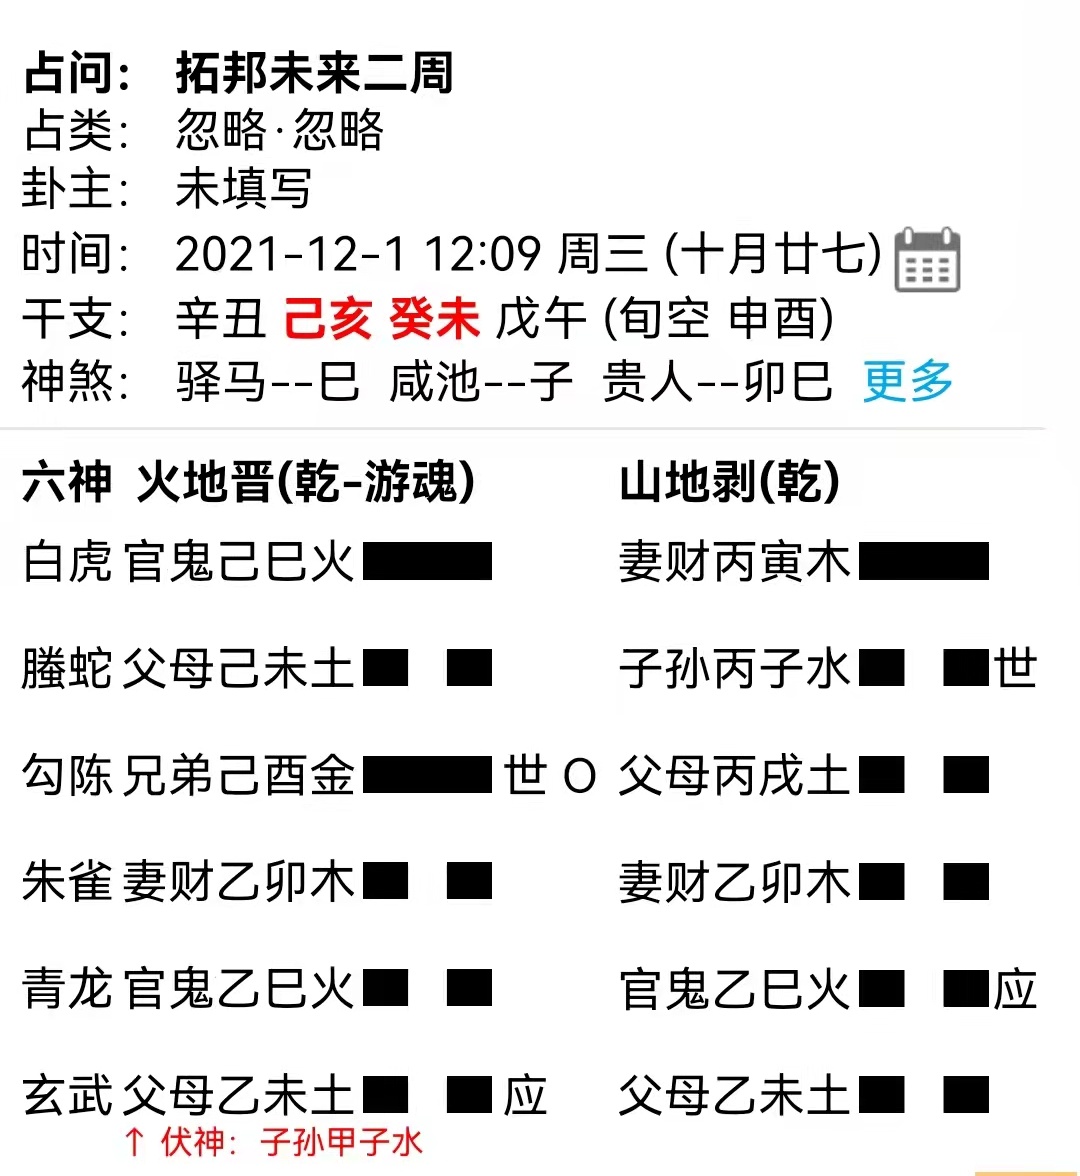 占问： 拓邦未来二周
占类： 忽略·忽略
卦主： 未填写
时间： 2021-12-1 12:09 周三 (十月廿七)
干支： 辛丑 己亥 癸未 戊午 (旬空 申酉)
神煞： 驿马--巳 咸池--子 贵人--卯巳 更多
六神 火地晋(乾-游魂) 山地剥(乾)
白虎 官鬼己巳火 妻财丙寅木
螣蛇 父母己未土 子孙丙子水 世
勾陈 兄弟己酉金 世 O 父母丙戌土
朱雀 妻财乙卯木 妻财乙卯木
青龙 官鬼乙巳火 官鬼乙巳火 应
玄武 父母乙未土 应 父母乙未土
↑ 伏神：子孙甲子水